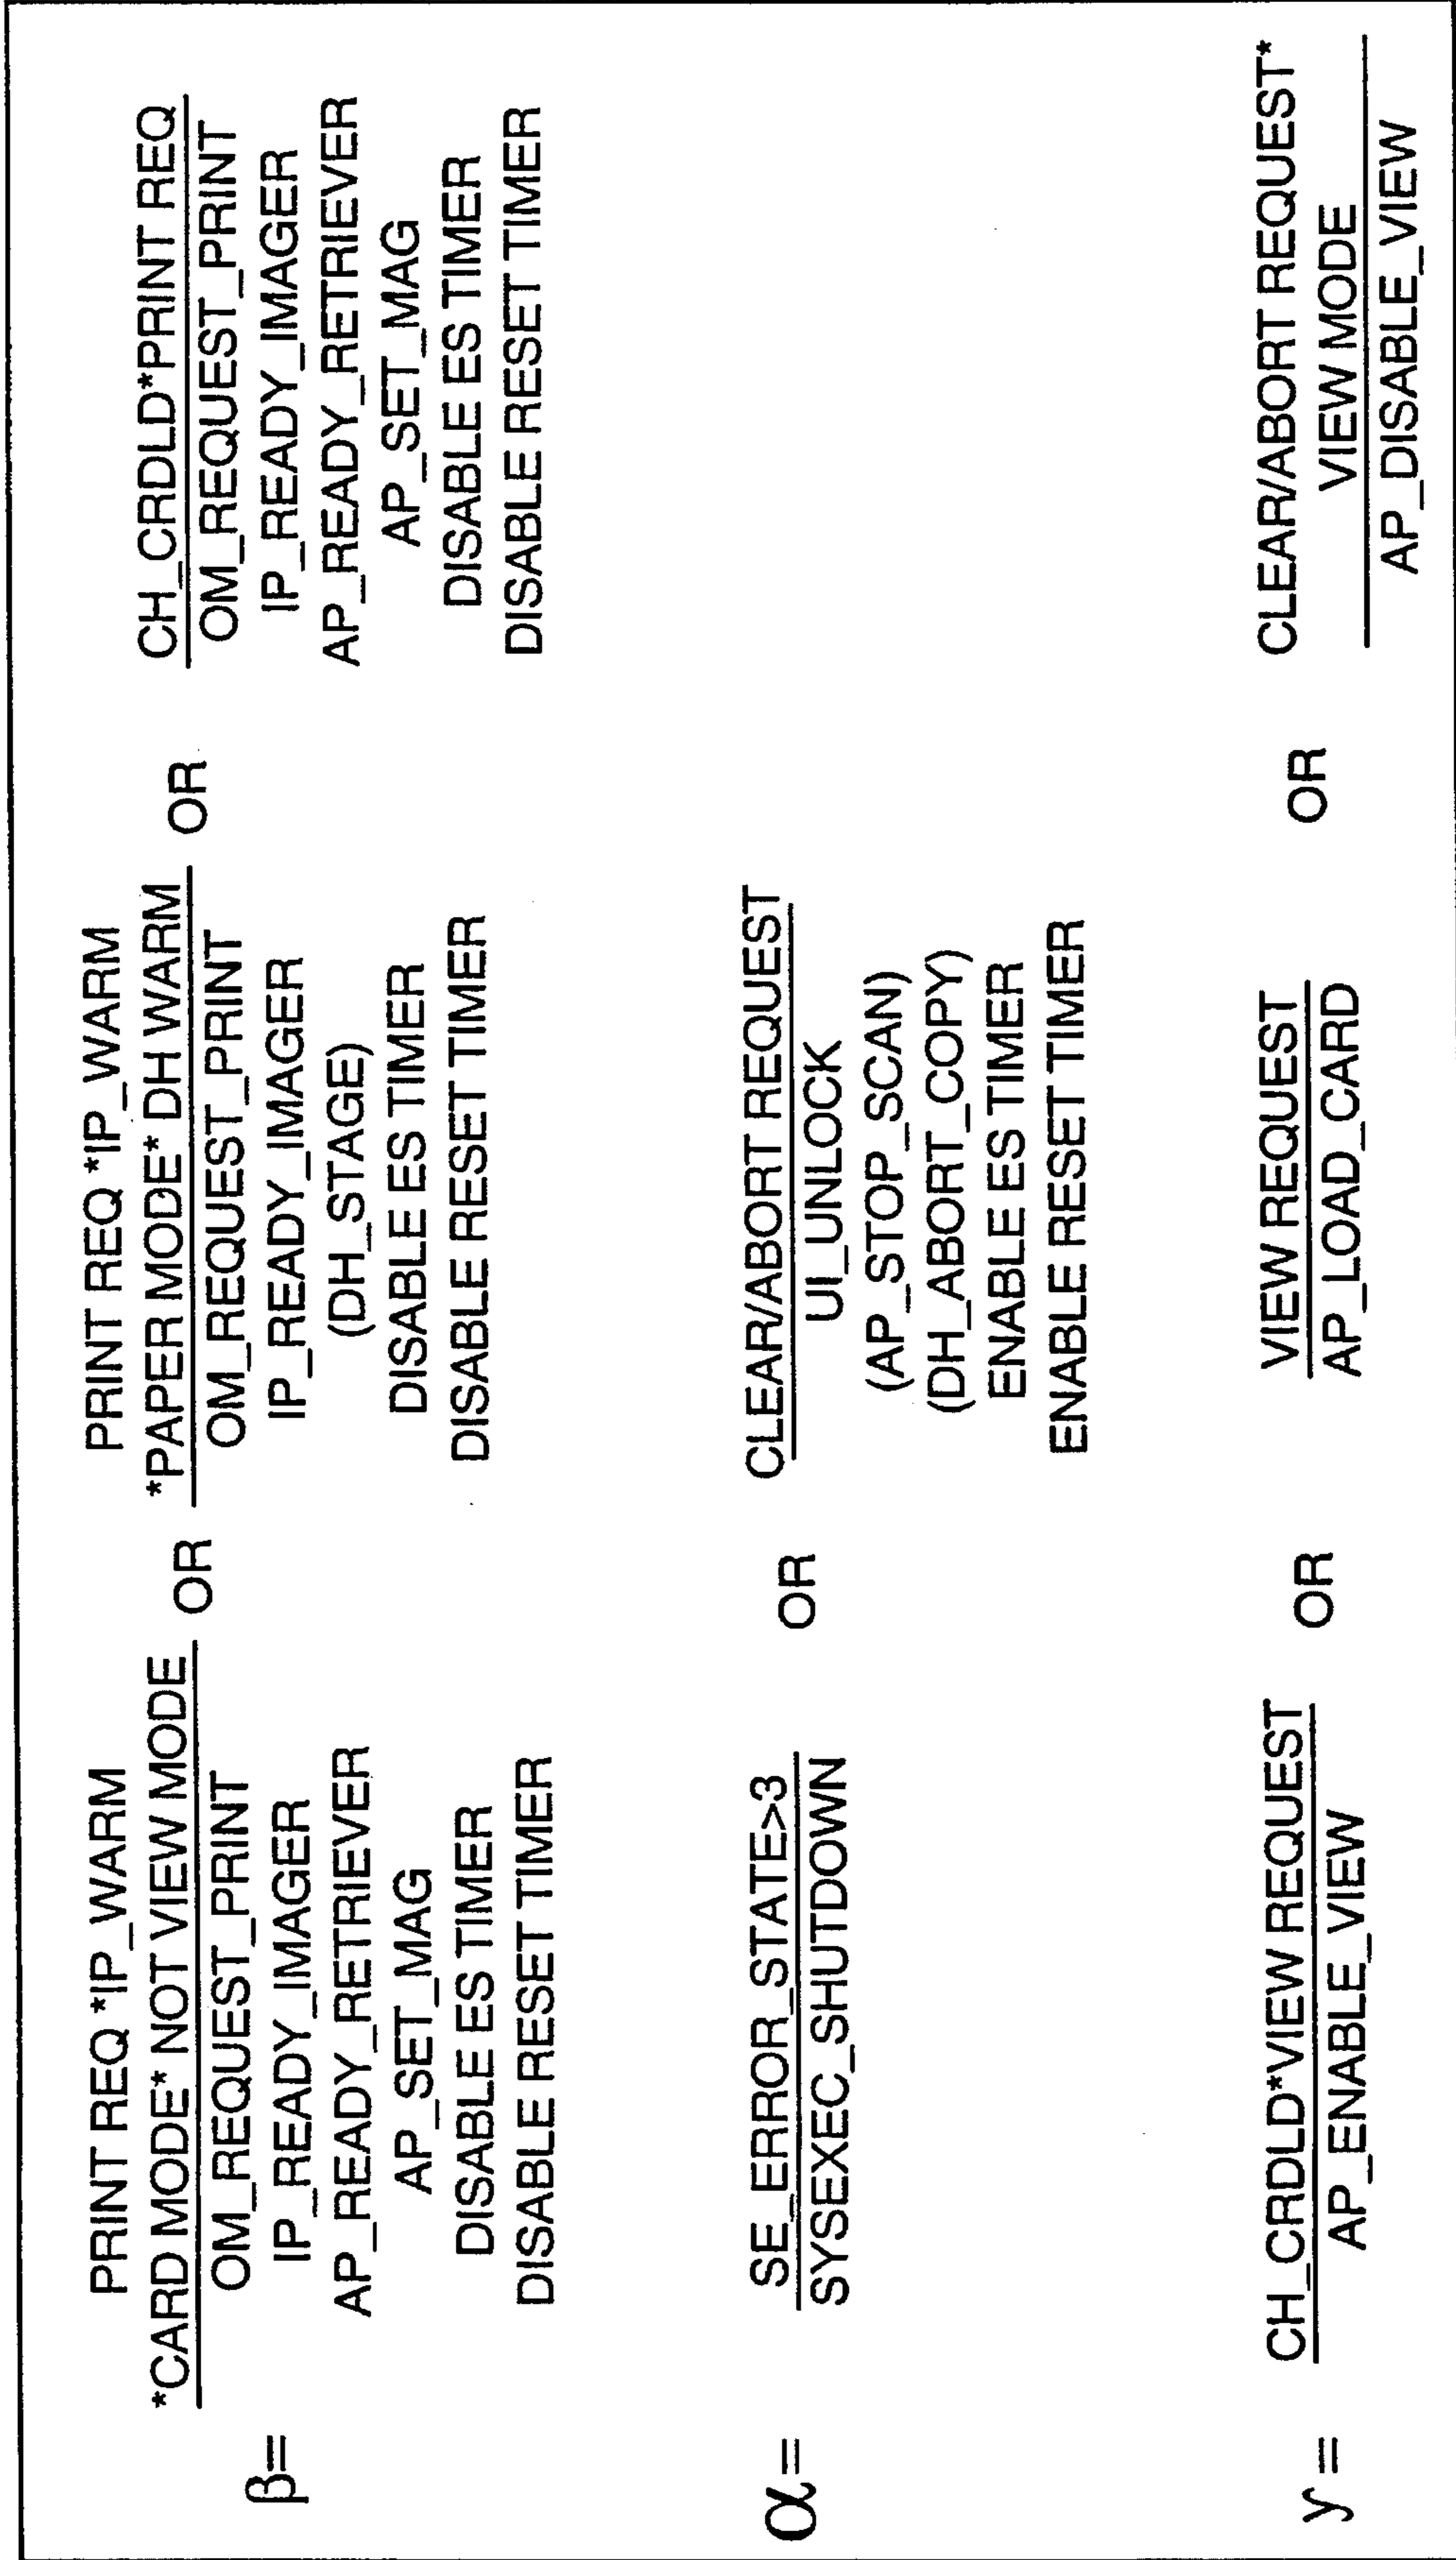 β=
PRINT REQ *IP_WARM
*CARD MODE* NOT VIEW MODE
OM_REQUEST_PRINT
IP_READY_IMAGER
AP_READY_RETRIEVER
AP_SET_MAG
DISABLE ES TIMER
DISABLE RESET TIMER
OR
PRINT REQ *IP_WARM
*PAPER MODE* DH WARM
OM_REQUEST_PRINT
IP_READY_IMAGER
(DH_STAGE)
DISABLE ES TIMER
DISABLE RESET TIMER
OR
CH_CRDLD*PRINT REQ
OM_REQUEST_PRINT
IP_READY_IMAGER
AP_READY_RETRIEVER
AP_SET_MAG
DISABLE ES TIMER
DISABLE RESET TIMER
α=
SE_ERROR_STATE>3
SYSEXEC_SHUTDOWN
OR
CLEAR/ABORT REQUEST
UI_UNLOCK
(AP_STOP_SCAN)
(DH_ABORT_COPY)
ENABLE ES TIMER
ENABLE RESET TIMER
y =
CH_CRDLD*VIEW REQUEST
AP_ENABLE_VIEW
OR
VIEW REQUEST
AP_LOAD_CARD
OR
CLEAR/ABORT REQUEST*
VIEW MODE
AP_DISABLE_VIEW